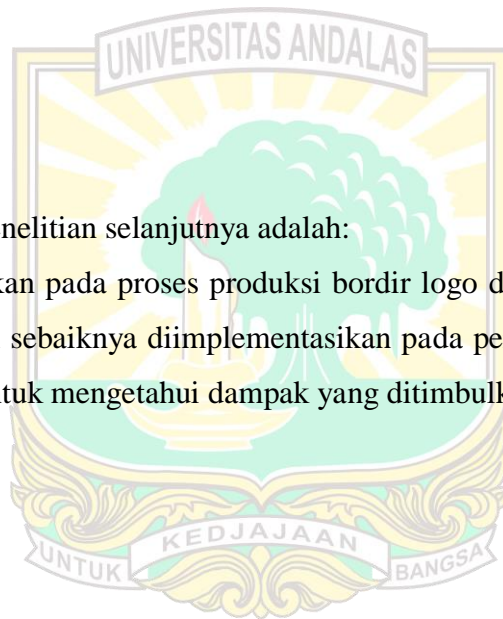 UNIVERSITAS ANDALAS
nelitian selanjutnya adalah:
kan pada proses produksi bordir logo d
sebaiknya diimplementasikan pada pe
tuk mengetahui dampak yang ditimbulk
UNTUK KEDJAJAAN BANGSA